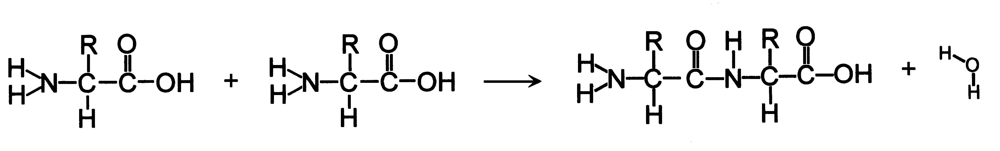 R O R O R O H R O
H H N C C OH + H H N C C OH H H N C C N C C OH + H O H
H H H H